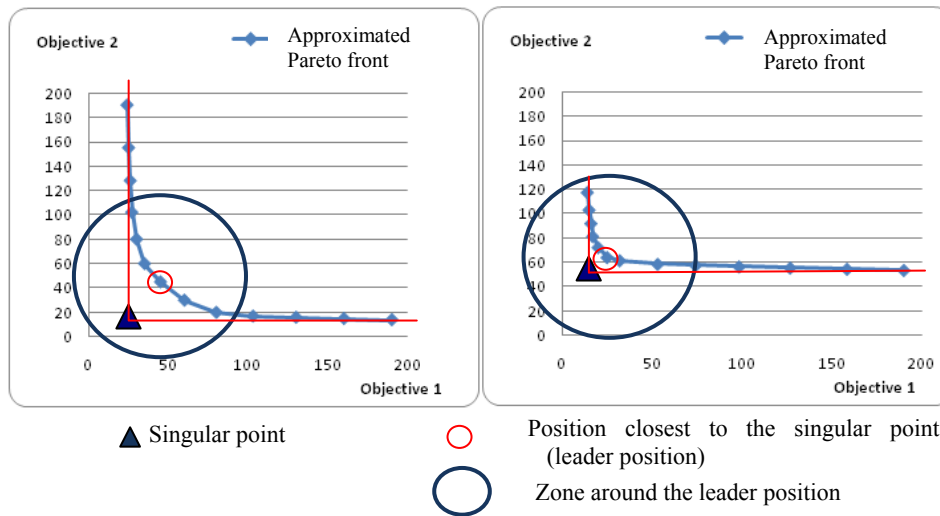 Objective 2
Approximated
Pareto front
200
180
160
140
120
100
80
60
40
20
0
0 50 100 150 200
Objective 1
Objective 2
Approximated
Pareto front
200
180
160
140
120
100
80
60
40
20
0
0 50 100 150 200
Objective 1
Singular point
Position closest to the singular point
(leader position)
Zone around the leader position